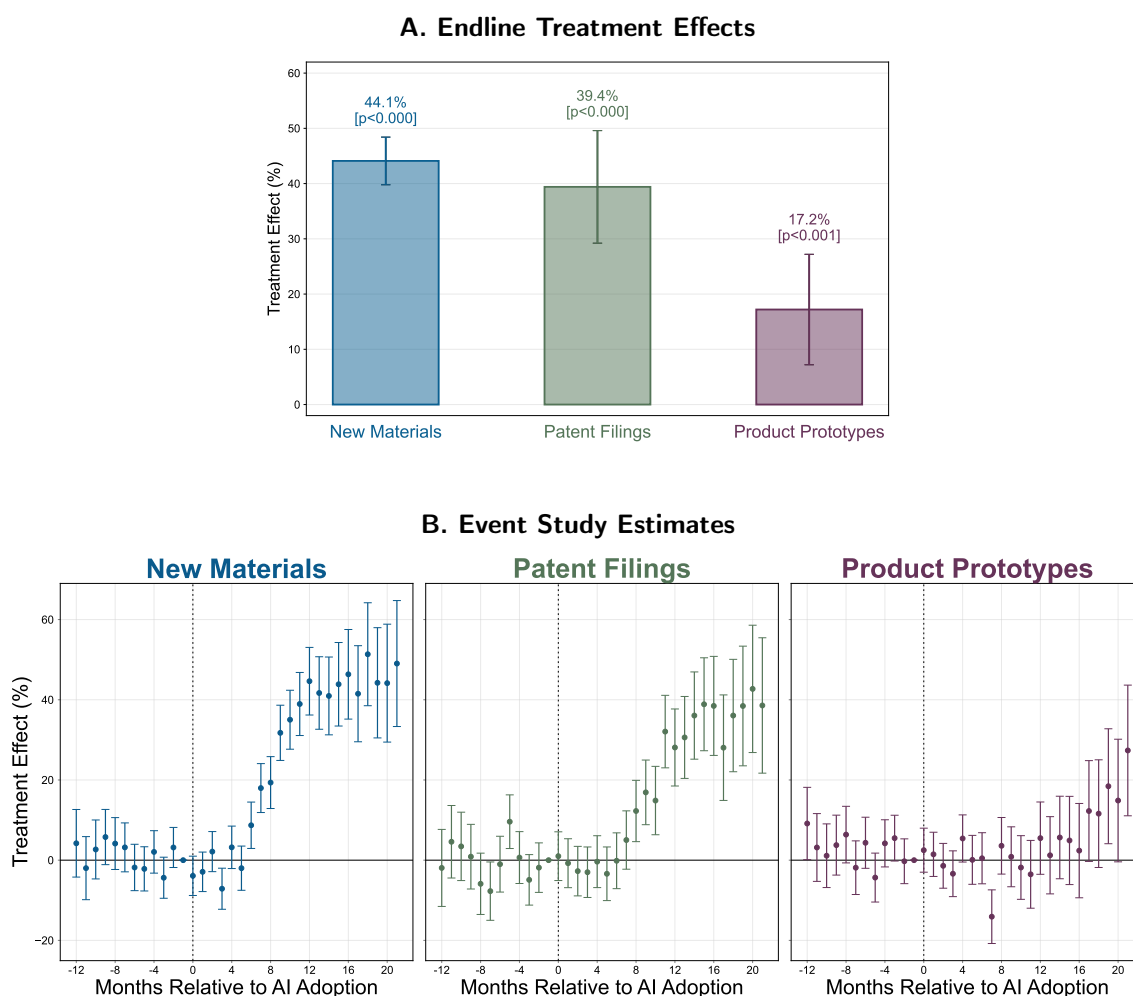 A. Endline Treatment Effects
44.1%
[p<0.000]
39.4%
[p<0.000]
17.2%
[p<0.001]
Treatment Effect (%)
60
50
40
30
20
10
0
New Materials Patent Filings Product Prototypes
B. Event Study Estimates
New Materials Patent Filings Product Prototypes
Treatment Effect (%)
60
40
20
0
−20
-12 -8 -4 0 4 8 12 16 20
-12 -8 -4 0 4 8 12 16 20
-12 -8 -4 0 4 8 12 16 20
Months Relative to AI Adoption
Months Relative to AI Adoption
Months Relative to AI Adoption